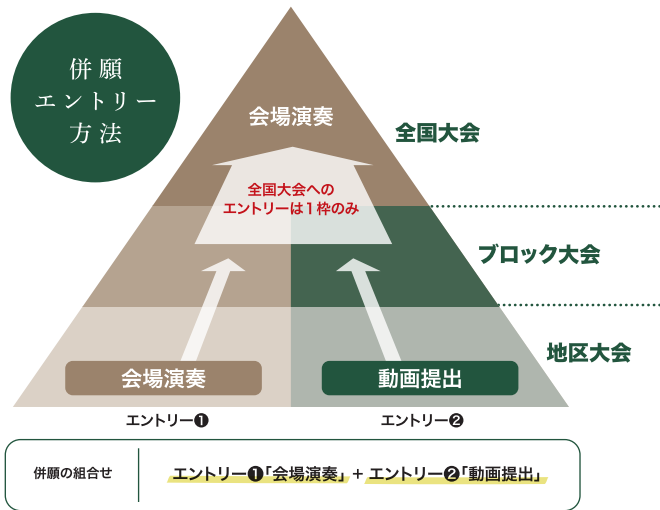 併願
エントリー
方法
会場演奏
全国大会
全国大会への
エントリーは1枠のみ
ブロック大会
地区大会
会場演奏
動画提出
エントリー❶
エントリー❷
併願の組合せ
エントリー❶「会場演奏」+エントリー❷「動画提出」